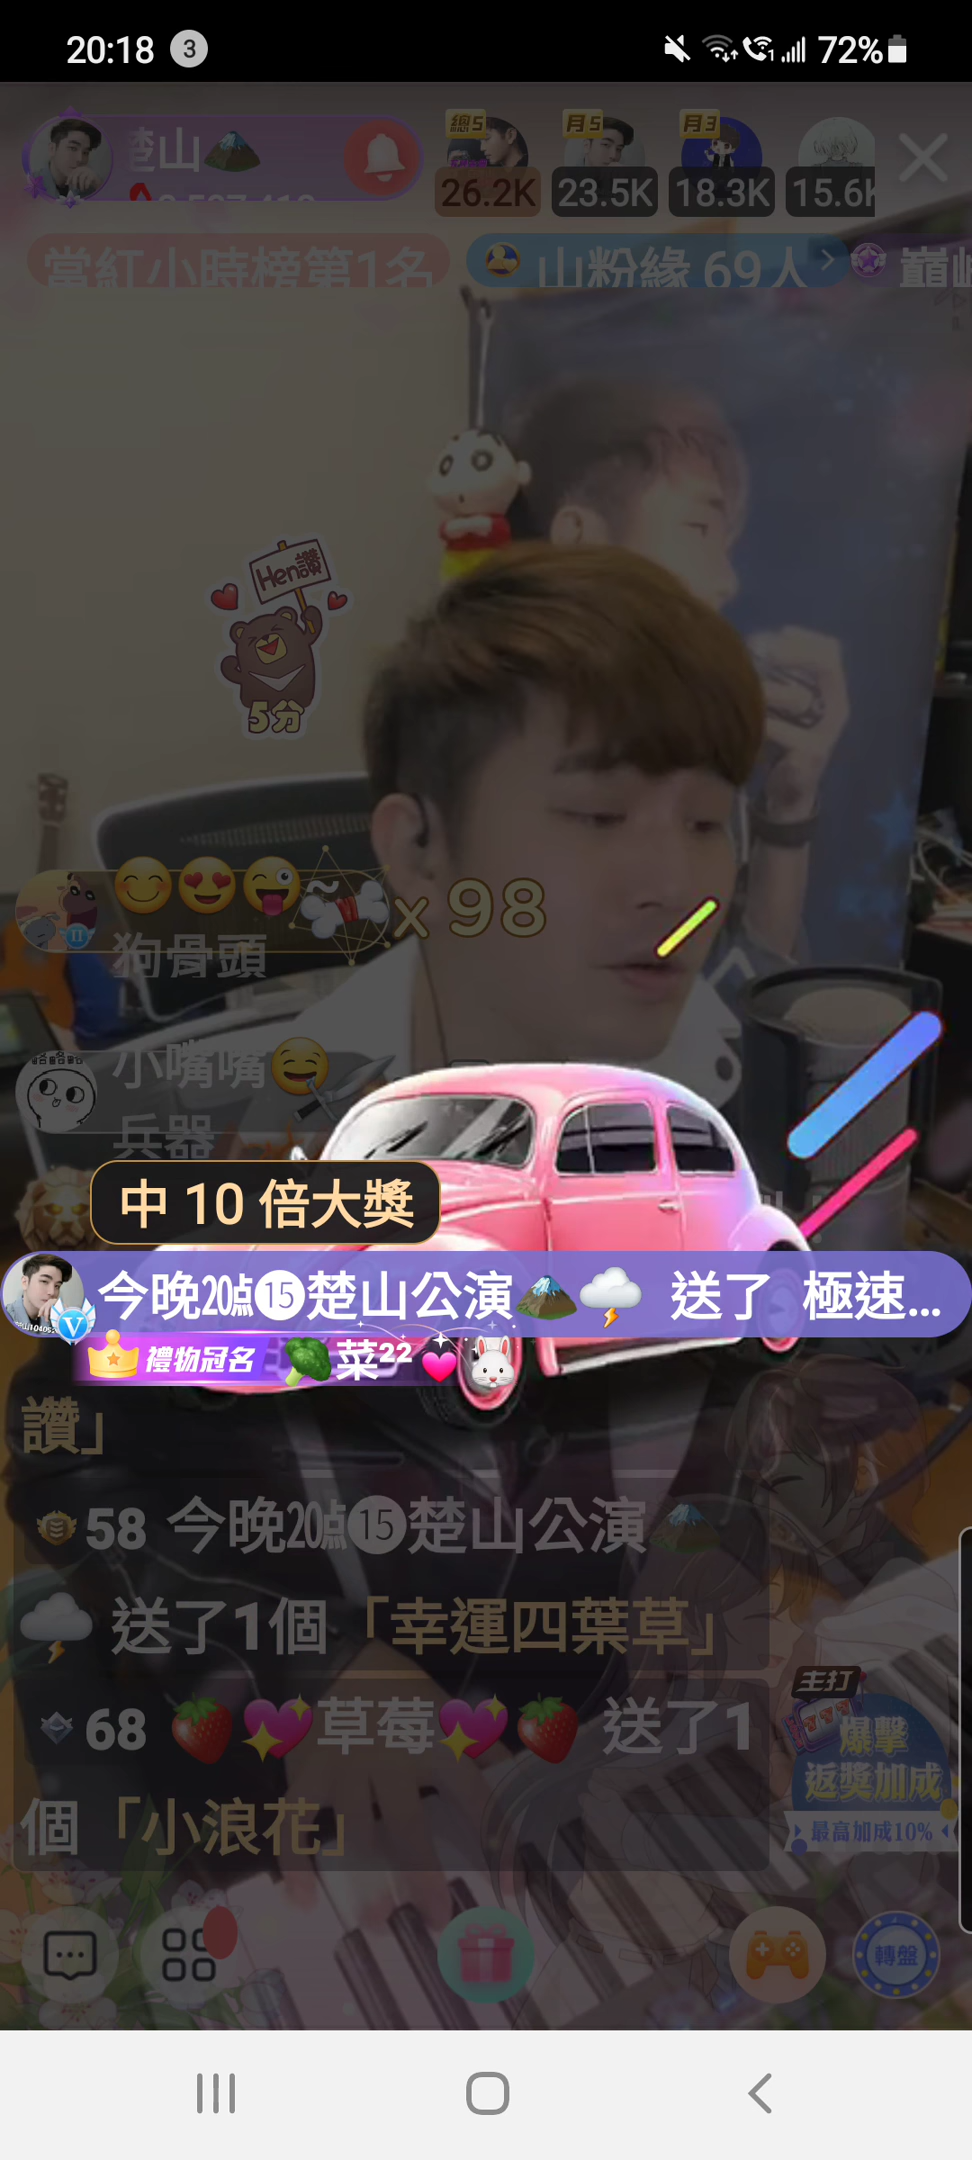 20:18 3 72%
楚山🌋
總5 月5 月3
26.2K 23.5K 18.3K 15.6K
當紅小時榜第1名 山粉緣 69人 >
Hen讚
5分
😊😍😜 x 98
狗骨頭
小嘴嘴😉
兵器
中 10 倍大獎
今晚20點⓯楚山公演🌋🌩️ 送了 極速...
禮物冠名 🥦菜²²💗🐰
讚」
58 今晚20點⓯楚山公演🌋
🌩️ 送了1個「幸運四葉草」
68 🍓💖草莓💖🍓 送了1
個「小浪花」
主打
777
爆擊
返獎加成
最高加成10%
轉盤